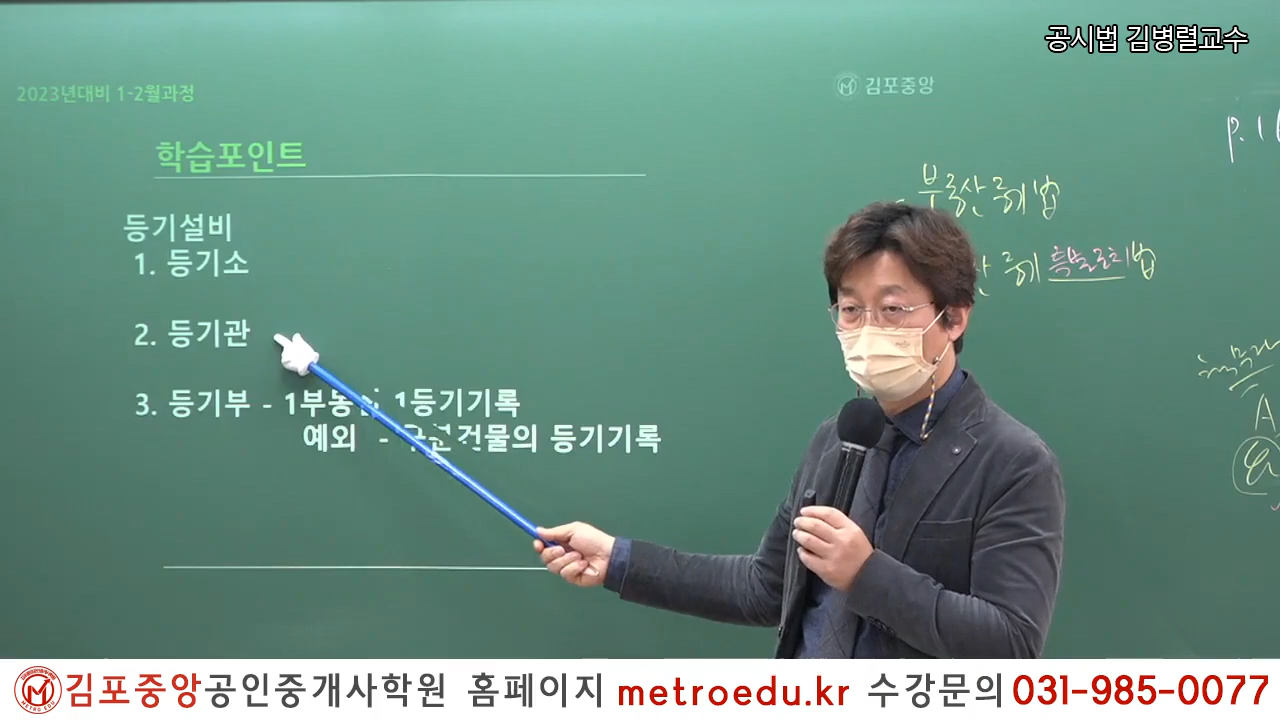 공시법 김병렬교수
2023년대비 1~2월과정
김포중앙
학습포인트
등기설비
1. 등기소
2. 등기관
3. 등기부 - 1부동산 1등기기록
예외 - 구분건물의 등기기록
부동산 등기법
등기 특별조치법
김포중앙공인중개사학원 홈페이지 metroedu.kr 수강문의 031-985-0077